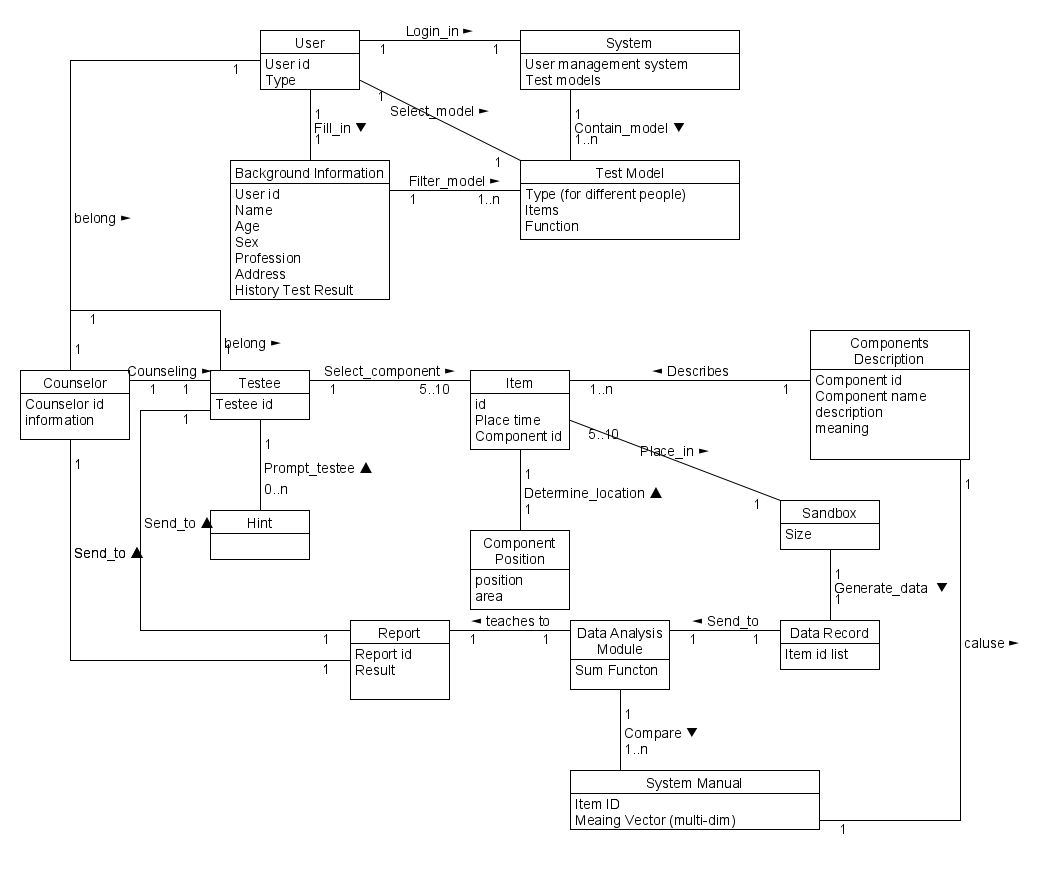 Login_in ►
User
System
1
1
User id
Type
User management system
Test models
1
1
Select_model ►
1
Fill_in ▼
1
1
Contain_model ▼
1..n
1
Background Information
Filter_model ►
Test Model
1
1..n
User id
Name
Age
Sex
Profession
Address
History Test Result
Type (for different people)
Items
Function
belong ►
1
1
belong ►
1
Counselor
Counseling ►
1
1
Testee
Select_component ►
1
5..10
Item
◄ Describes
1..n
1
Components
Description
Counselor id
information
Testee id
id
Place time
Component id
Component id
Component name
description
meaning
1
1
1
Prompt_testee ▲
0..n
1
Determine_location ▲
1
5..10
Place_in ►
1
1
Send_to ▲
Send_to ▲
Hint
Component
Position
position
area
Sandbox
Size
1
Generate_data ▼
1
Report
◄ teaches to
1
1
Data Analysis
Module
◄ Send_to
1
1
Data Record
1
1
Report id
Result
Sum Functon
Item id list
caluse ►
1
Compare ▼
1..n
System Manual
Item ID
Meaing Vector (multi-dim)
1